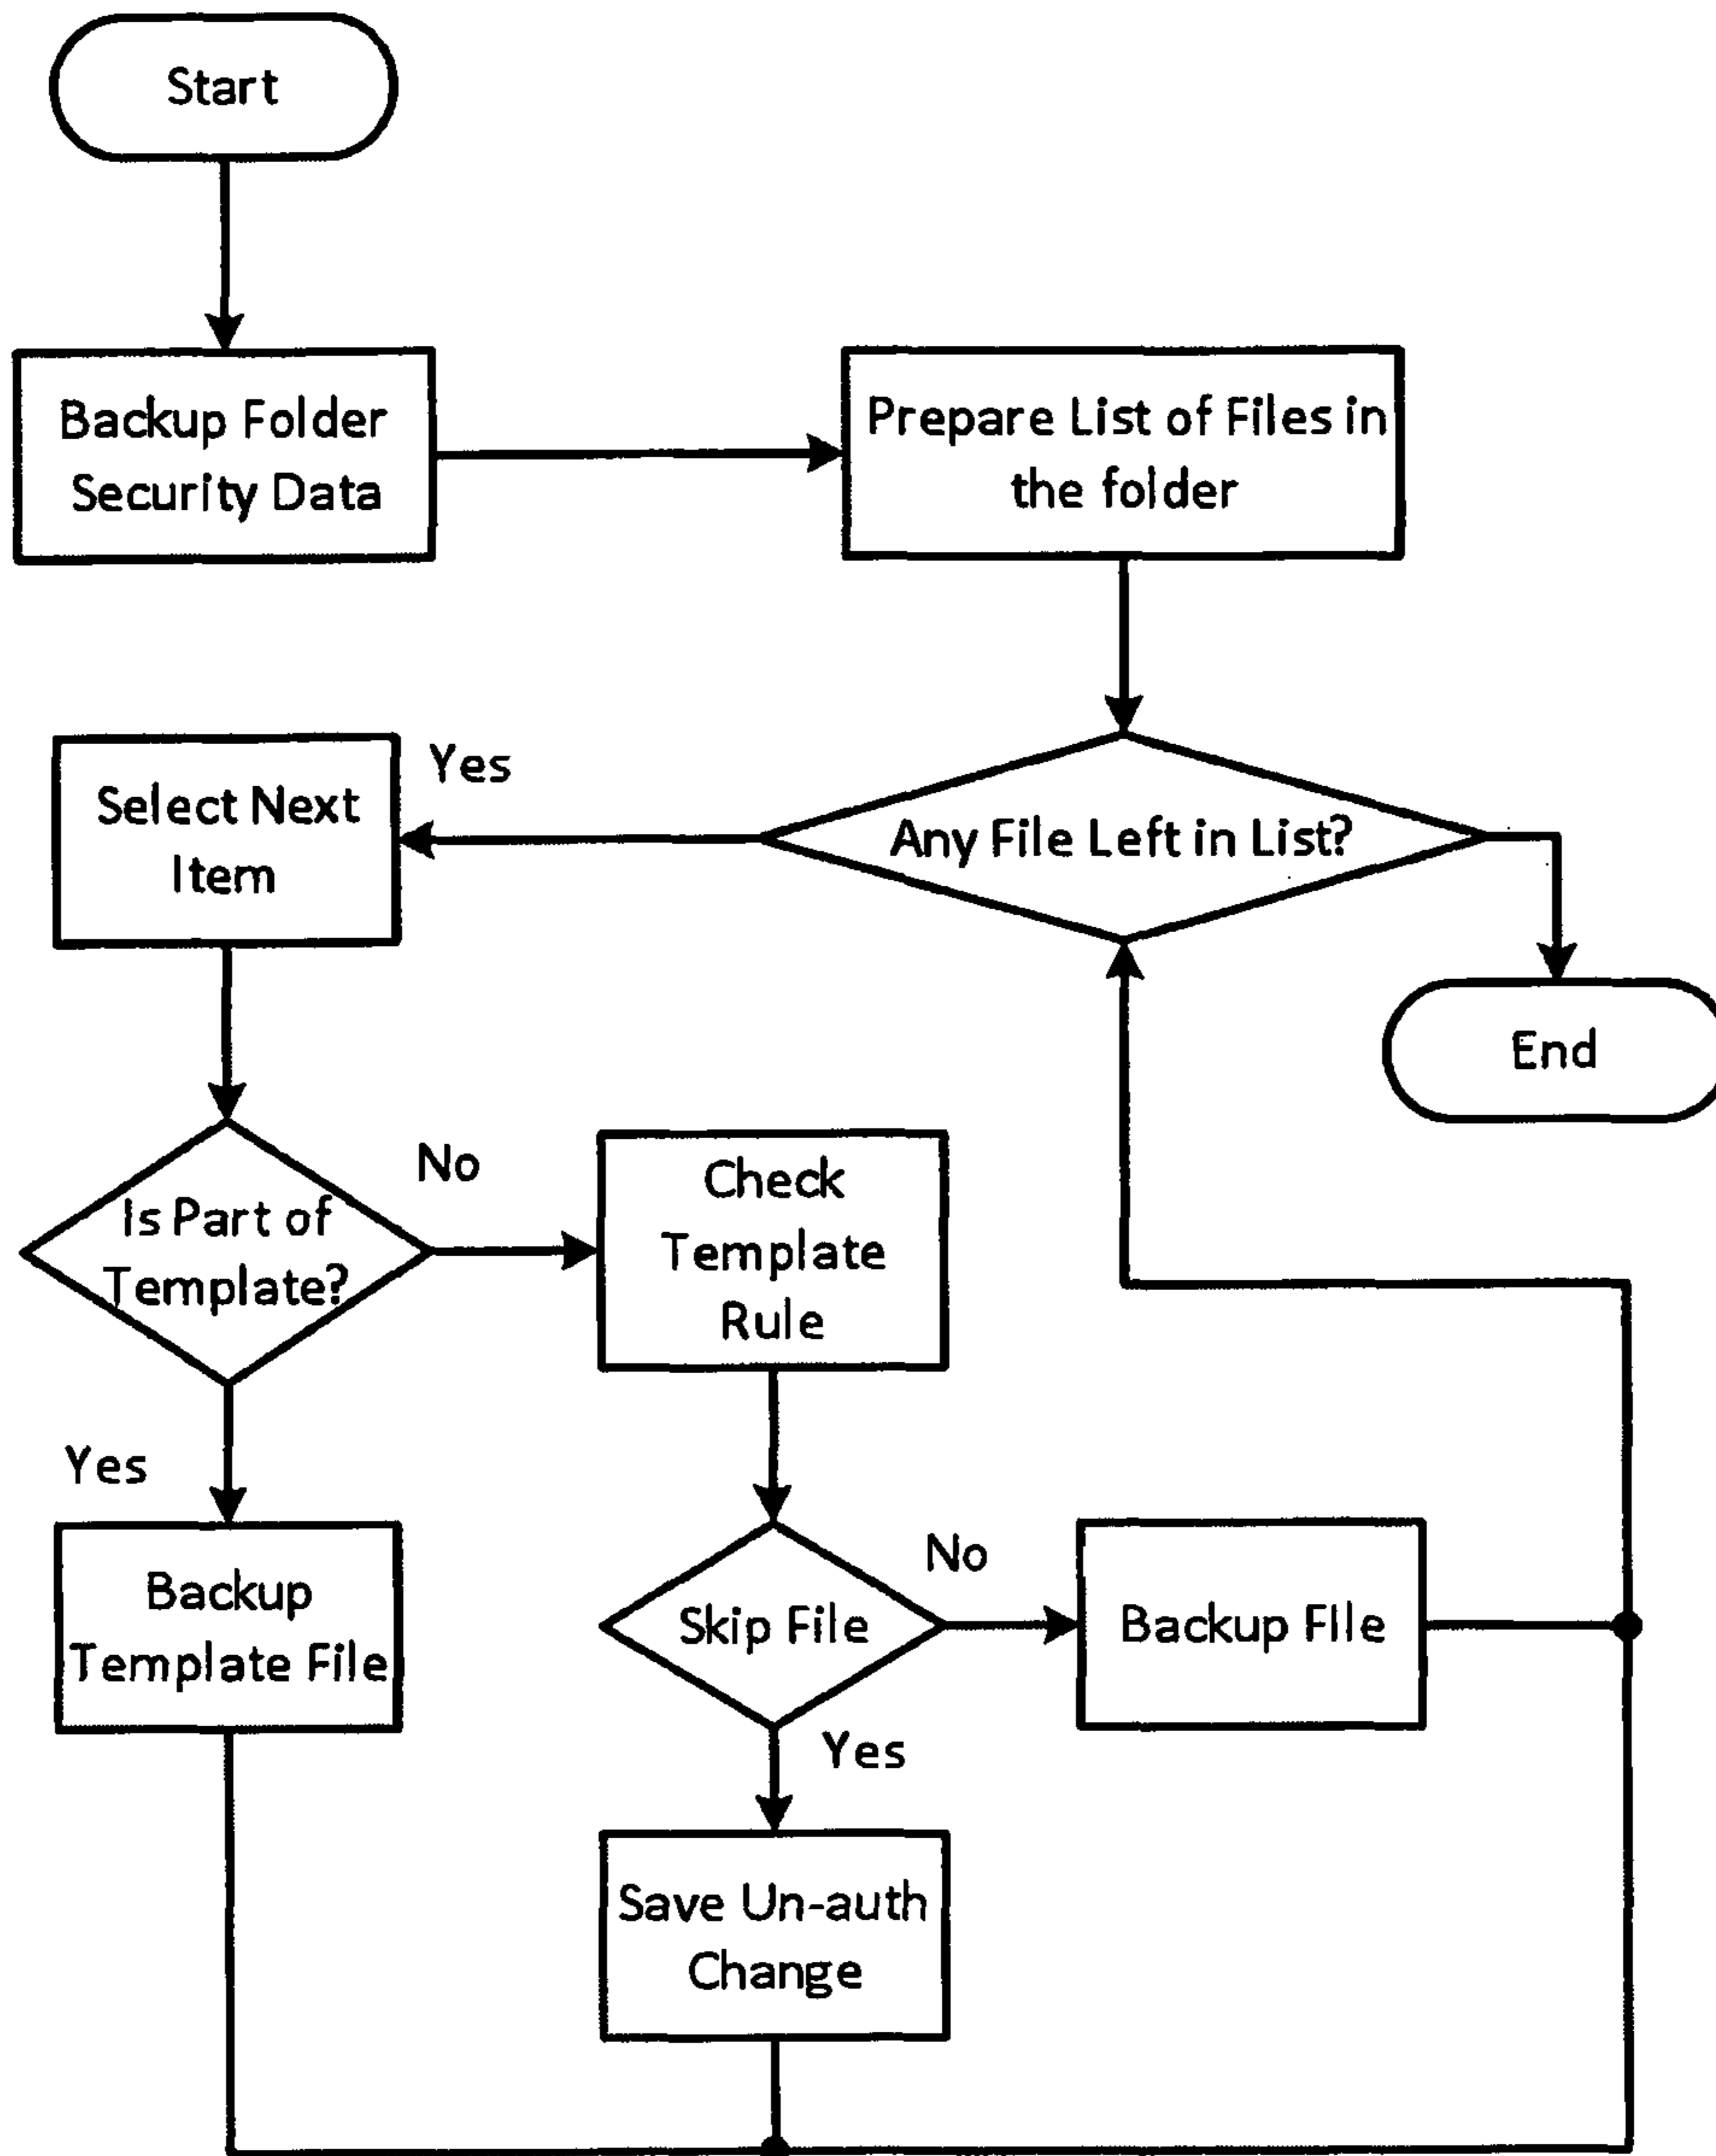 Start
Backup Folder
Security Data
Prepare List of Files in
the folder
Yes
Select Next
Item
Any File Left in List?
End
No
Is Part of
Template?
Check
Template
Rule
Yes
Backup
Template File
No
Skip File
Backup File
Yes
Save Un-auth
Change